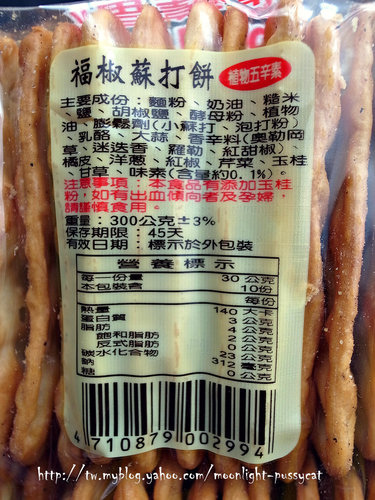 福椒蘇打餅
植物五辛素
主要成份：麵粉、奶油、糙米
、鹽、胡椒鹽、酵母粉、植物
油、膨鬆劑(小蘇打、泡打粉)
、乳酪、大蒜、香辛料(奧勒岡
草、迷迭香、羅勒、紅甜椒)、
橘皮、洋蔥、紅椒、芹菜、玉桂
、甘草、味素(含量約0.1%)。
注意事項：本食品有添加玉桂
粉，如有出血傾向者及孕婦，
請謹慎食用。
重量：300公克±3%
保存期限：45天
有效日期：標示於外包裝
營養標示
每一份量 30 公克
本包裝含 10份
每份
熱量 140 大卡
蛋白質 3 公克
脂肪 4 公克
飽和脂肪 2 公克
反式脂肪 0 公克
碳水化合物 23 公克
鈉 312 毫克
糖 0 公克
4 710879 002994
http://tw.myblog.yahoo.com/moonlight-pussycat